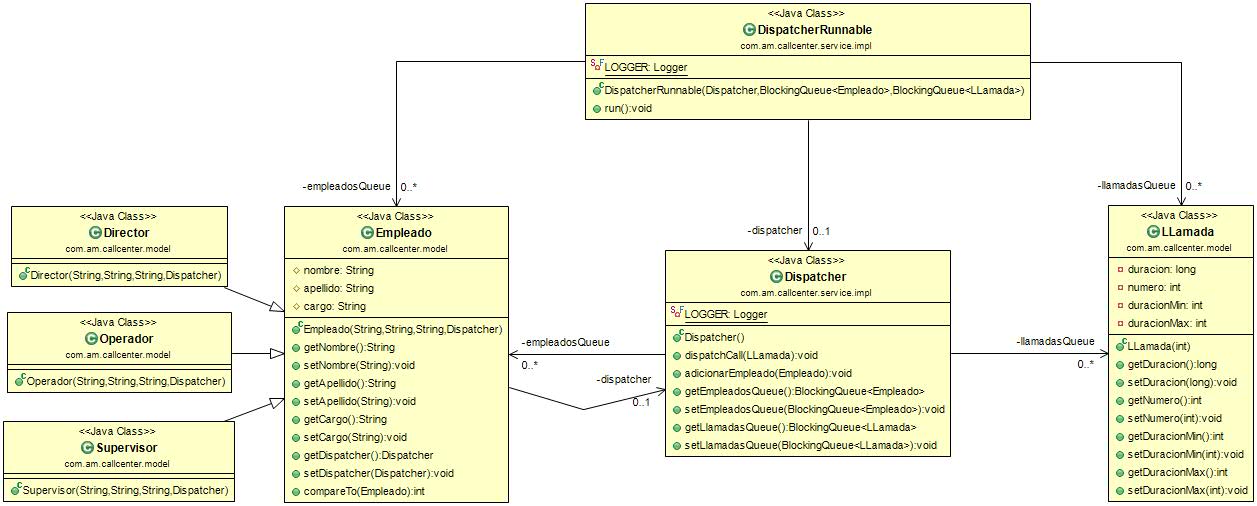 <<Java Class>>
DispatcherRunnable
com.am.callcenter.service.impl
LOGGER: Logger
DispatcherRunnable(Dispatcher,BlockingQueue<Empleado>,BlockingQueue<LLamada>)
run():void
-empleadosQueue 0..*
-dispatcher 0..1
-llamadasQueue 0..*
<<Java Class>>
Director
com.am.callcenter.model
Director(String,String,String,Dispatcher)
<<Java Class>>
Operador
com.am.callcenter.model
Operador(String,String,String,Dispatcher)
<<Java Class>>
Supervisor
com.am.callcenter.model
Supervisor(String,String,String,Dispatcher)
<<Java Class>>
Empleado
com.am.callcenter.model
nombre: String
apellido: String
cargo: String
Empleado(String,String,String,Dispatcher)
getNombre():String
setNombre(String):void
getApellido():String
setApellido(String):void
getCargo():String
setCargo(String):void
getDispatcher():Dispatcher
setDispatcher(Dispatcher):void
compareTo(Empleado):int
-empleadosQueue
0..*
-dispatcher
0..1
<<Java Class>>
Dispatcher
com.am.callcenter.service.impl
LOGGER: Logger
Dispatcher()
dispatchCall(LLamada):void
adicionarEmpleado(Empleado):void
getEmpleadosQueue():BlockingQueue<Empleado>
setEmpleadosQueue(BlockingQueue<Empleado>):void
getLlamadasQueue():BlockingQueue<LLamada>
setLlamadasQueue(BlockingQueue<LLamada>):void
-llamadasQueue
0..*
<<Java Class>>
LLamada
com.am.callcenter.model
duracion: long
numero: int
duracionMin: int
duracionMax: int
LLamada(int)
getDuracion():long
setDuracion(long):void
getNumero():int
setNumero(int):void
getDuracionMin():int
setDuracionMin(int):void
getDuracionMax():int
setDuracionMax(int):void